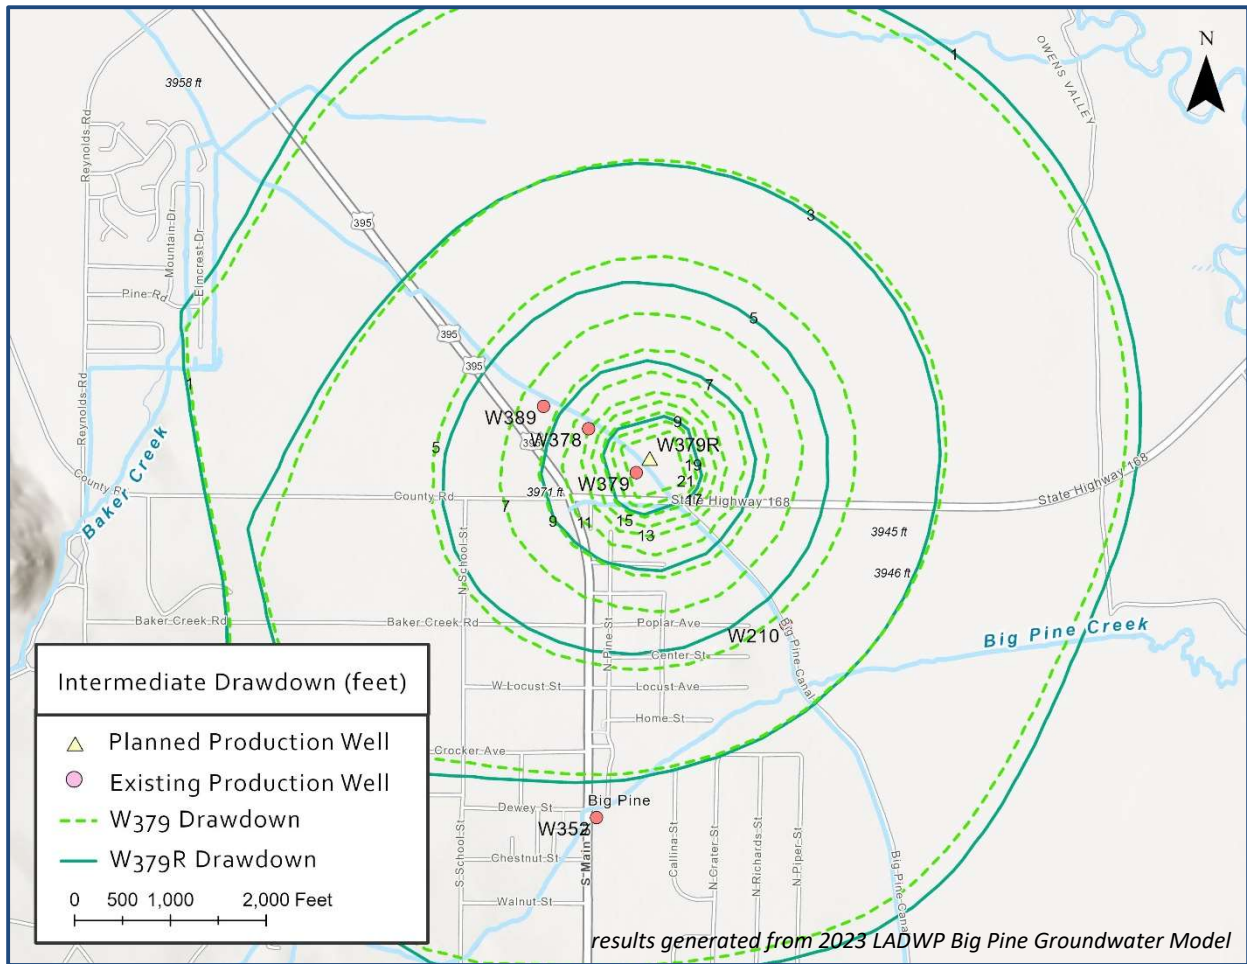 N
1
OWENS VALLEY
3958 ft
Reynolds Rd
395
3
Mountain Dr
Elmcrest Dr
Pine Rd
5
395
395
1
7
Reynolds Rd
W389
9
W378
W379R
5
395
19
W379
21
Baker Creek
County Rd
3971 ft
County Rd
17
State Highway 168
State Highway 168
7
9
11
15
13
3945 ft
3946 ft
N School St
N Pine St
Baker Creek Rd
Baker Creek Rd
Poplar Ave
W210
Big Pine Canal
Big Pine Creek
Center St
W Locust St
Locust Ave
Home St
Crocker Ave
Big Pine
Dewey St
W352
S Main St
Chestnut St
S School St
Walnut St
Callina St
N Crater St
N Richards St
N Piper St
Big Pine Canal
Intermediate Drawdown (feet)
Planned Production Well
Existing Production Well
W379 Drawdown
W379R Drawdown
0 500 1,000 2,000 Feet
results generated from 2023 LADWP Big Pine Groundwater Model